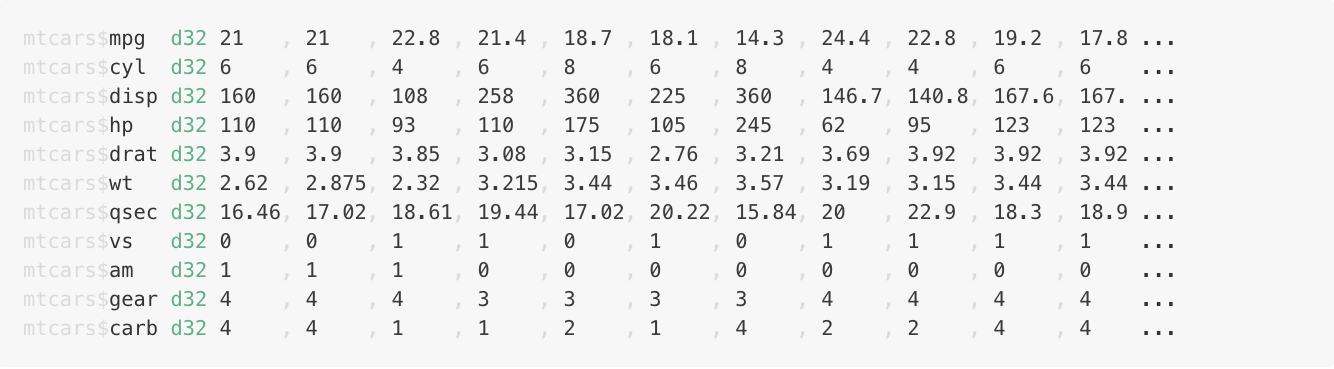 mtcars$mpg d32 21 , 21 , 22.8 , 21.4 , 18.7 , 18.1 , 14.3 , 24.4 , 22.8 , 19.2 , 17.8 ...
mtcars$cyl d32 6 , 6 , 4 , 6 , 8 , 6 , 8 , 4 , 4 , 6 , 6 ...
mtcars$disp d32 160 , 160 , 108 , 258 , 360 , 225 , 360 , 146.7, 140.8, 167.6, 167. ...
mtcars$hp d32 110 , 110 , 93 , 110 , 175 , 105 , 245 , 62 , 95 , 123 , 123 ...
mtcars$drat d32 3.9 , 3.9 , 3.85 , 3.08 , 3.15 , 2.76 , 3.21 , 3.69 , 3.92 , 3.92 , 3.92 ...
mtcars$wt d32 2.62 , 2.875, 2.32 , 3.215, 3.44 , 3.46 , 3.57 , 3.19 , 3.15 , 3.44 , 3.44 ...
mtcars$qsec d32 16.46, 17.02, 18.61, 19.44, 17.02, 20.22, 15.84, 20 , 22.9 , 18.3 , 18.9 ...
mtcars$vs d32 0 , 0 , 1 , 1 , 0 , 1 , 0 , 1 , 1 , 1 , 1 ...
mtcars$am d32 1 , 1 , 1 , 0 , 0 , 0 , 0 , 0 , 0 , 0 , 0 ...
mtcars$gear d32 4 , 4 , 4 , 3 , 3 , 3 , 3 , 4 , 4 , 4 , 4 ...
mtcars$carb d32 4 , 4 , 1 , 1 , 2 , 1 , 4 , 2 , 2 , 4 , 4 ...